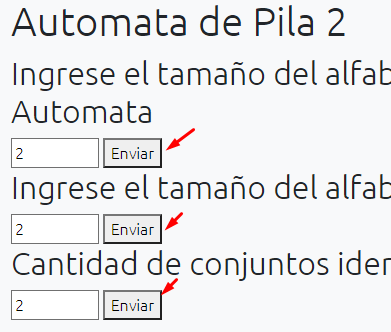 Automata de Pila 2
Ingrese el tamaño del alfab
Automata
2 Enviar
Ingrese el tamaño del alfab
2 Enviar
Cantidad de conjuntos iden
2 Enviar